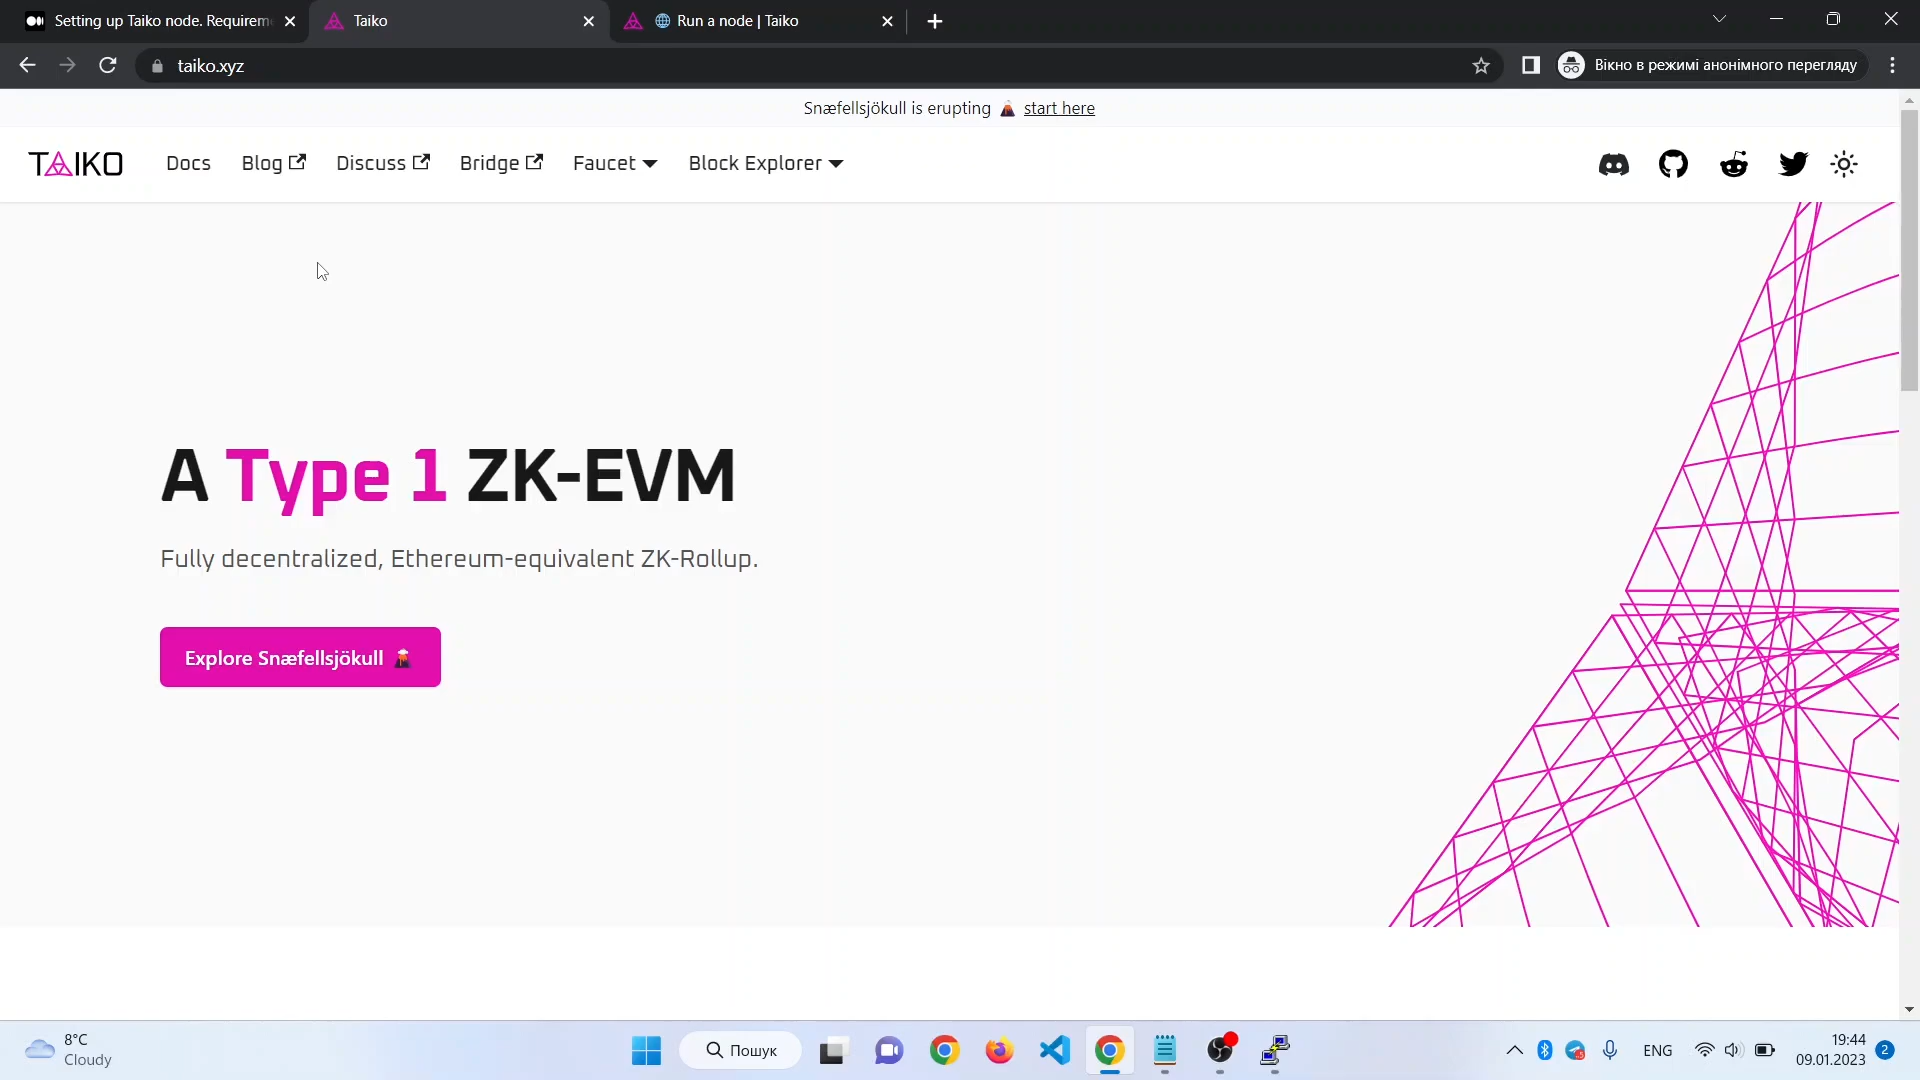 Setting up Taiko node. Requirem
Taiko
Run a node | Taiko
taiko.xyz
Вікно в режимі анонімного перегляду
Snæfellsjökull is erupting 🌋 start here
TAIKO
Docs
Blog
Discuss
Bridge
Faucet
Block Explorer
A Type 1 ZK-EVM
Fully decentralized, Ethereum-equivalent ZK-Rollup.
Explore Snæfellsjökull 🌋
8°C
Cloudy
Пошук
ENG
19:44
09.01.2023
2